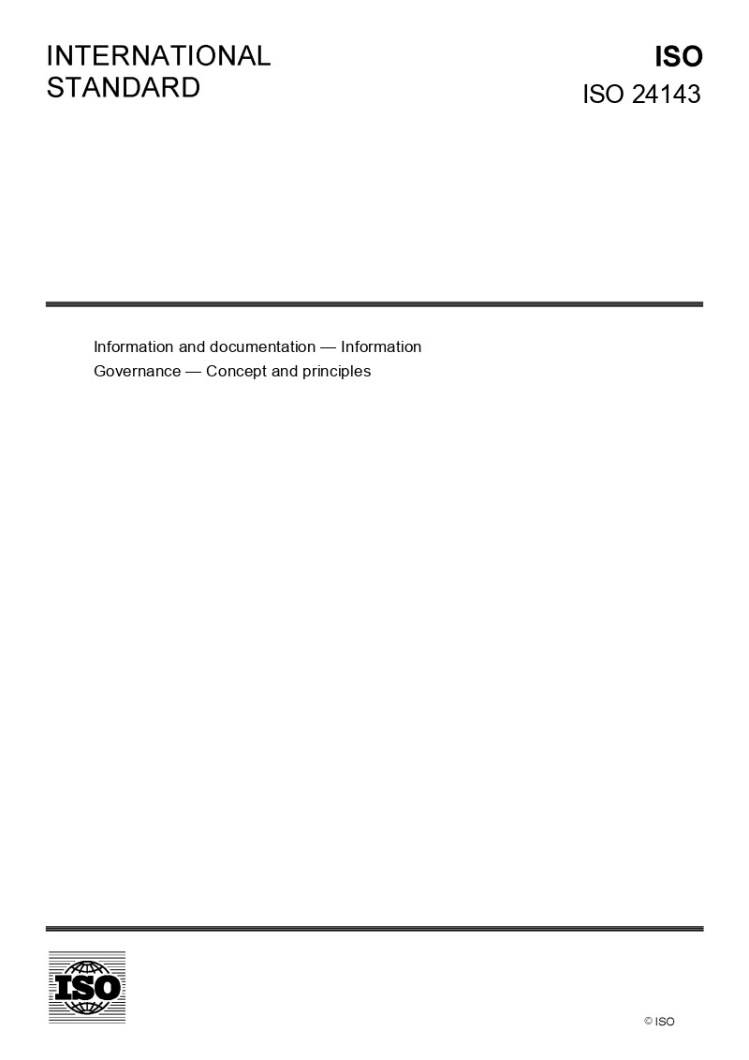 INTERNATIONAL
STANDARD
ISO
ISO 24143
Information and documentation — Information
Governance — Concept and principles
ISO
© ISO